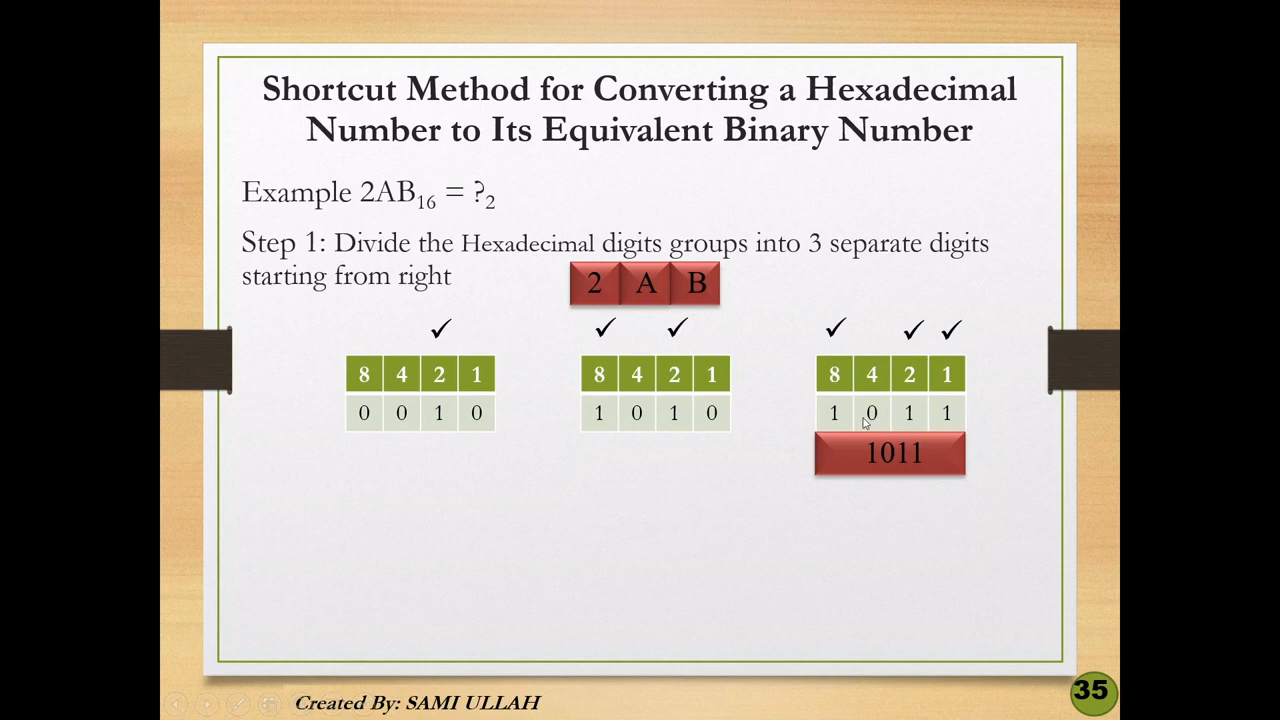 Shortcut Method for Converting a Hexadecimal
Number to Its Equivalent Binary Number
Example 2AB₁₆ = ?₂
Step 1: Divide the Hexadecimal digits groups into 3 separate digits
starting from right
2 A B
✓ ✓ ✓ ✓ ✓ ✓
8 4 2 1 8 4 2 1 8 4 2 1
0 0 1 0 1 0 1 0 1 0 1 1
1011
Created By: SAMI ULLAH
35